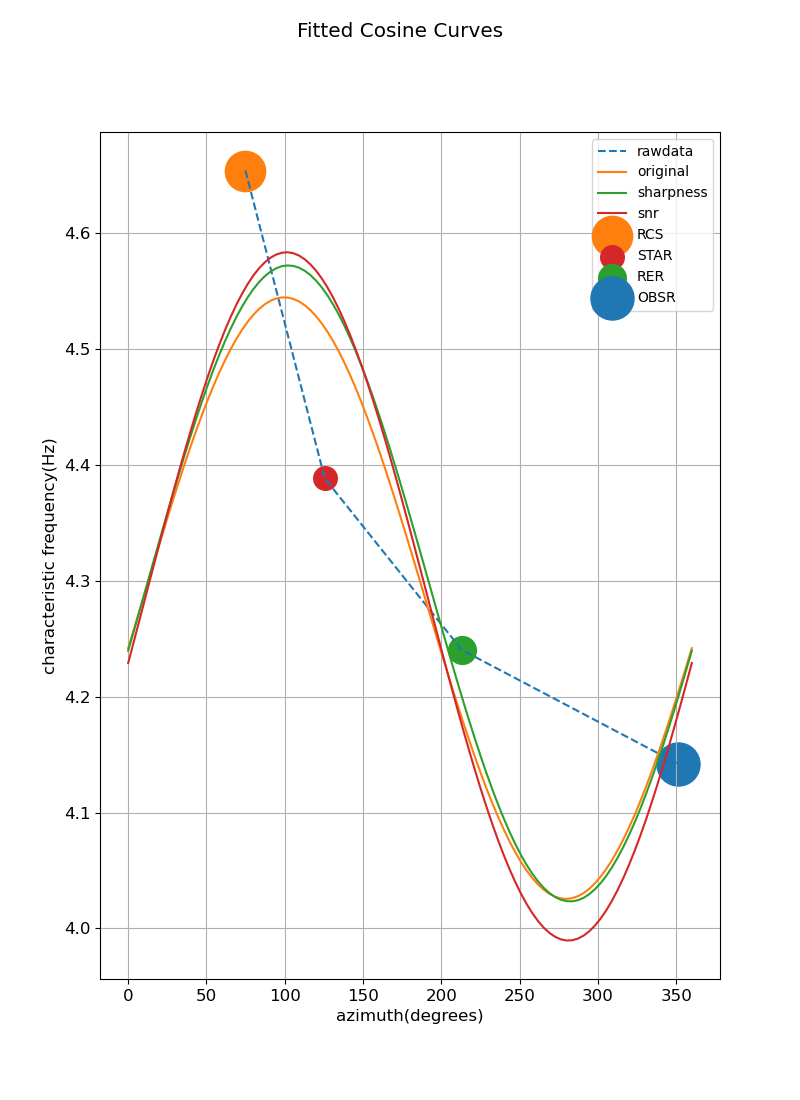 Fitted Cosine Curves
rawdata
original
sharpness
snr
RCS
STAR
RER
OBSR
characteristic frequency(Hz)
4.6
4.5
4.4
4.3
4.2
4.1
4.0
0 50 100 150 200 250 300 350
azimuth(degrees)